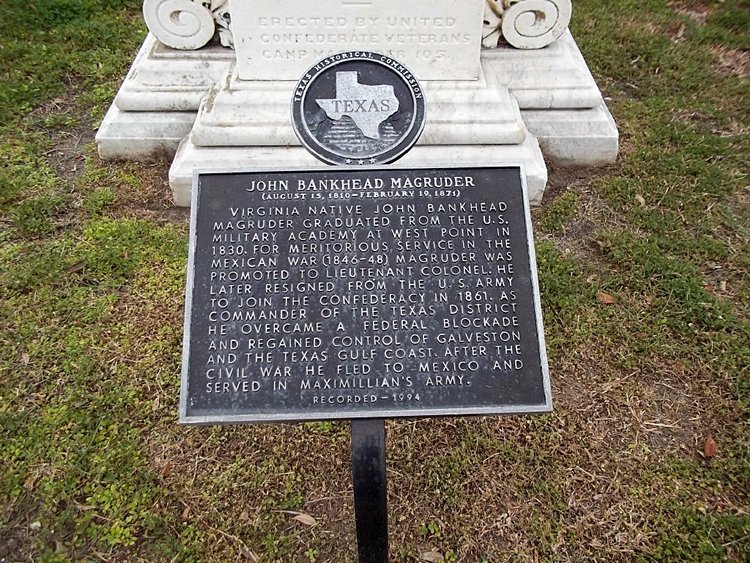 ERECTED BY UNITED
CONFEDERATE VETERANS
CAMP
105
TEXAS HISTORICAL COMMISSION
TEXAS
JOHN BANKHEAD MAGRUDER
(AUGUST 15, 1810–FEBRUARY 19, 1871)
VIRGINIA NATIVE JOHN BANKHEAD
MAGRUDER GRADUATED FROM THE U.S.
MILITARY ACADEMY AT WEST POINT IN
1830. FOR MERITORIOUS SERVICE IN THE
MEXICAN WAR (1846-48) MAGRUDER WAS
PROMOTED TO LIEUTENANT COLONEL. HE
LATER RESIGNED FROM THE U.S. ARMY
TO JOIN THE CONFEDERACY IN 1861. AS
COMMANDER OF THE TEXAS DISTRICT
HE OVERCAME A FEDERAL BLOCKADE
AND REGAINED CONTROL OF GALVESTON
AND THE TEXAS GULF COAST. AFTER THE
CIVIL WAR HE FLED TO MEXICO AND
SERVED IN MAXIMILLIAN'S ARMY.
RECORDED – 1994